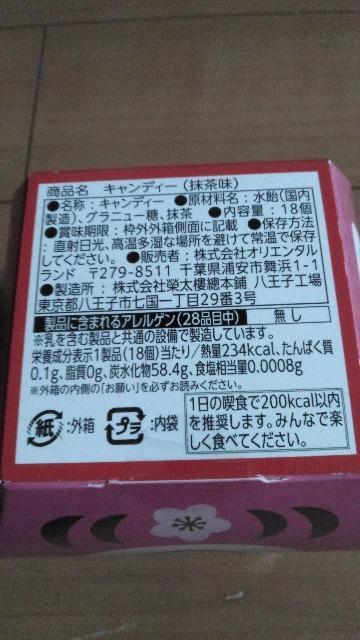 商品名 キャンディー(抹茶味)
●名称:キャンディー ●原材料名:水飴(国内
製造)、グラニュー糖、抹茶 ●内容量:18個
●賞味期限:枠外外箱側面に記載 ●保存方法
:直射日光、高温多湿な場所を避けて常温で保存
してください。 ●販売者:株式会社オリエンタル
ランド 〒279-8511 千葉県浦安市舞浜1-1
●製造所:株式会社榮太樓總本鋪 八王子工場
東京都八王子市七国一丁目29番3号
製品に含まれるアレルゲン(28品目中) 無し
※乳を含む製品と共通の設備で製造しています。
栄養成分表示1製品(18個)当たり/熱量234kcal、たんぱく質
0.1g、脂質0g、炭水化物58.4g、食塩相当量0.0008g
※外箱の内側の「お願い」を必ずお読みください。
紙 :外箱 プラ :内袋
1日の喫食で200kcal以内
を推奨します。みんなで楽
しく食べてください。